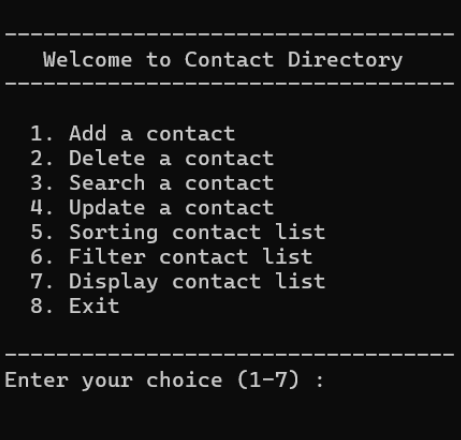 -----------------------------------
Welcome to Contact Directory
-----------------------------------
1. Add a contact
2. Delete a contact
3. Search a contact
4. Update a contact
5. Sorting contact list
6. Filter contact list
7. Display contact list
8. Exit
-----------------------------------
Enter your choice (1-7) :